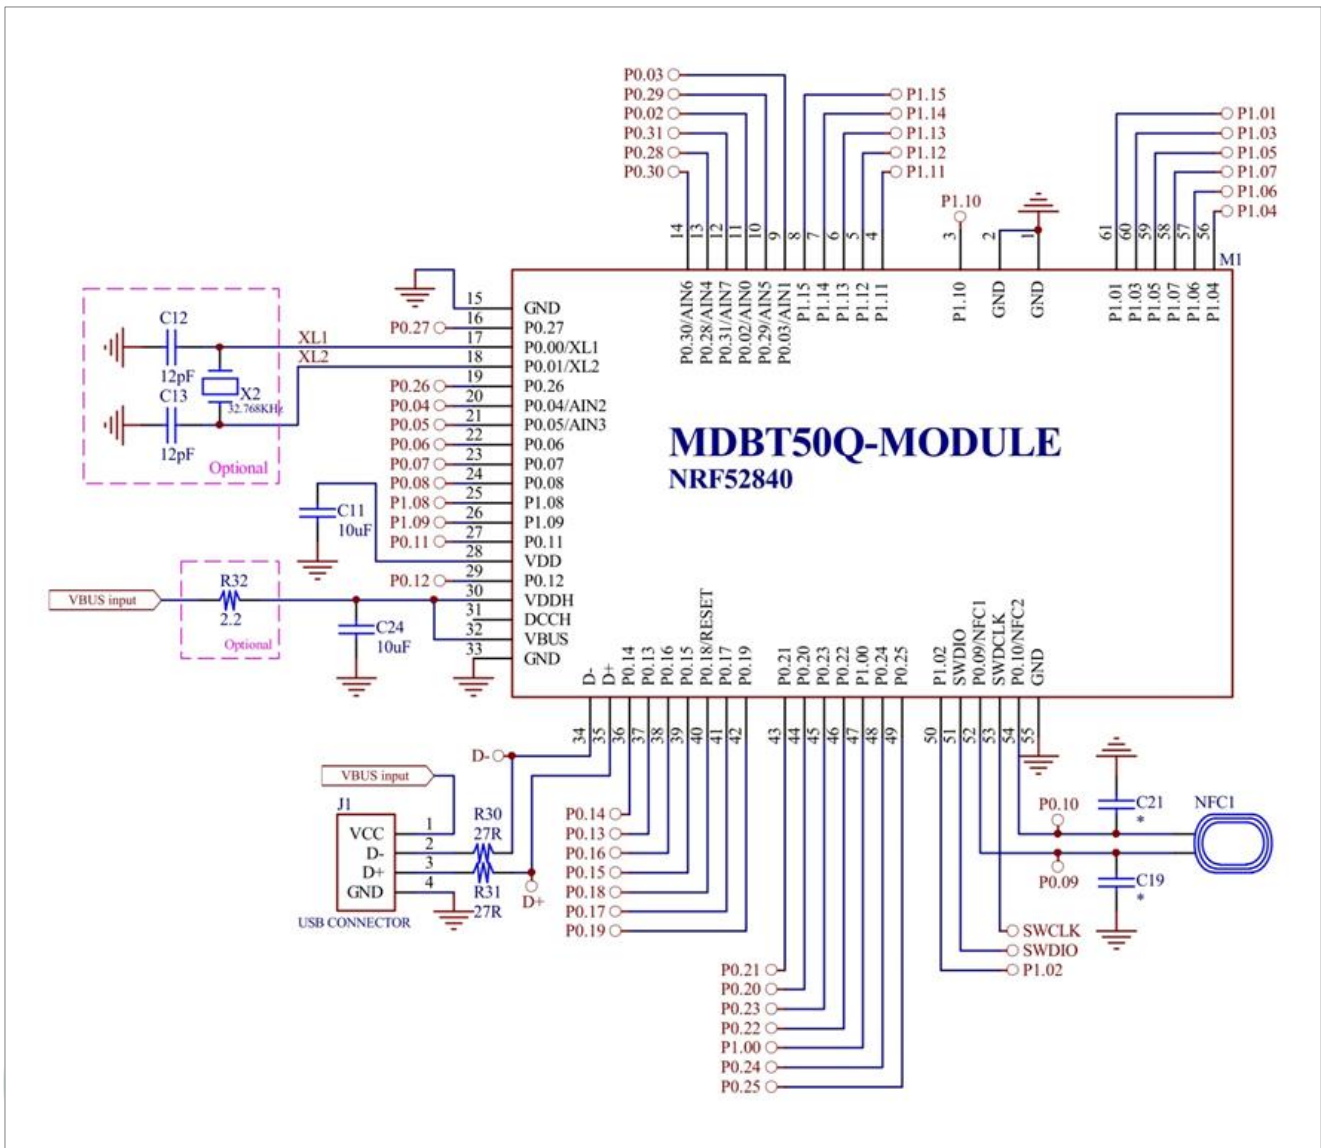 P0.03
P0.29
P0.02
P0.31
P0.28
P0.30
P1.15
P1.14
P1.13
P1.12
P1.11
P1.10
P1.01
P1.03
P1.05
P1.07
P1.06
P1.04
14 13 12 11 10 9 8 7 6 5 4 3 2 1 61 60 59 58 57 56
M1
P0.30/AIN6
P0.28/AIN4
P0.31/AIN7
P0.02/AIN0
P0.29/AIN5
P0.03/AIN1
P1.15
P1.14
P1.13
P1.12
P1.11
P1.10
GND
GND
P1.01
P1.03
P1.05
P1.07
P1.06
P1.04
C12
12pF
C13
12pF
X2
32.768KHz
Optional
XL1
XL2
15 GND
P0.27 16 P0.27
17 P0.00/XL1
18 P0.01/XL2
P0.26 19 P0.26
P0.04 20 P0.04/AIN2
P0.05 21 P0.05/AIN3
P0.06 22 P0.06
P0.07 23 P0.07
P0.08 24 P0.08
P1.08 25 P1.08
P1.09 26 P1.09
P0.11 27 P0.11
28 VDD
P0.12 29 P0.12
30 VDDH
31 DCCH
32 VBUS
33 GND
MDBT50Q-MODULE
NRF52840
C11
10uF
VBUS input
R32
2.2
Optional
C24
10uF
D-
D+
P0.14
P0.13
P0.16
P0.15
P0.18/RESET
P0.17
P0.19
P0.21
P0.20
P0.23
P0.22
P1.00
P0.24
P0.25
P1.02
SWDIO
P0.09/NFC1
SWDCLK
P0.10/NFC2
GND
34 35 36 37 38 39 40 41 42 43 44 45 46 47 48 49 50 51 52 53 54 55
D-
VBUS input
J1
VCC 1
D- 2
D+ 3
GND 4
USB CONNECTOR
R30
27R
R31
27R
D+
P0.14
P0.13
P0.16
P0.15
P0.18
P0.17
P0.19
P0.21
P0.20
P0.23
P0.22
P1.00
P0.24
P0.25
P0.10
C21
*
NFC1
P0.09
C19
*
SWCLK
SWDIO
P1.02